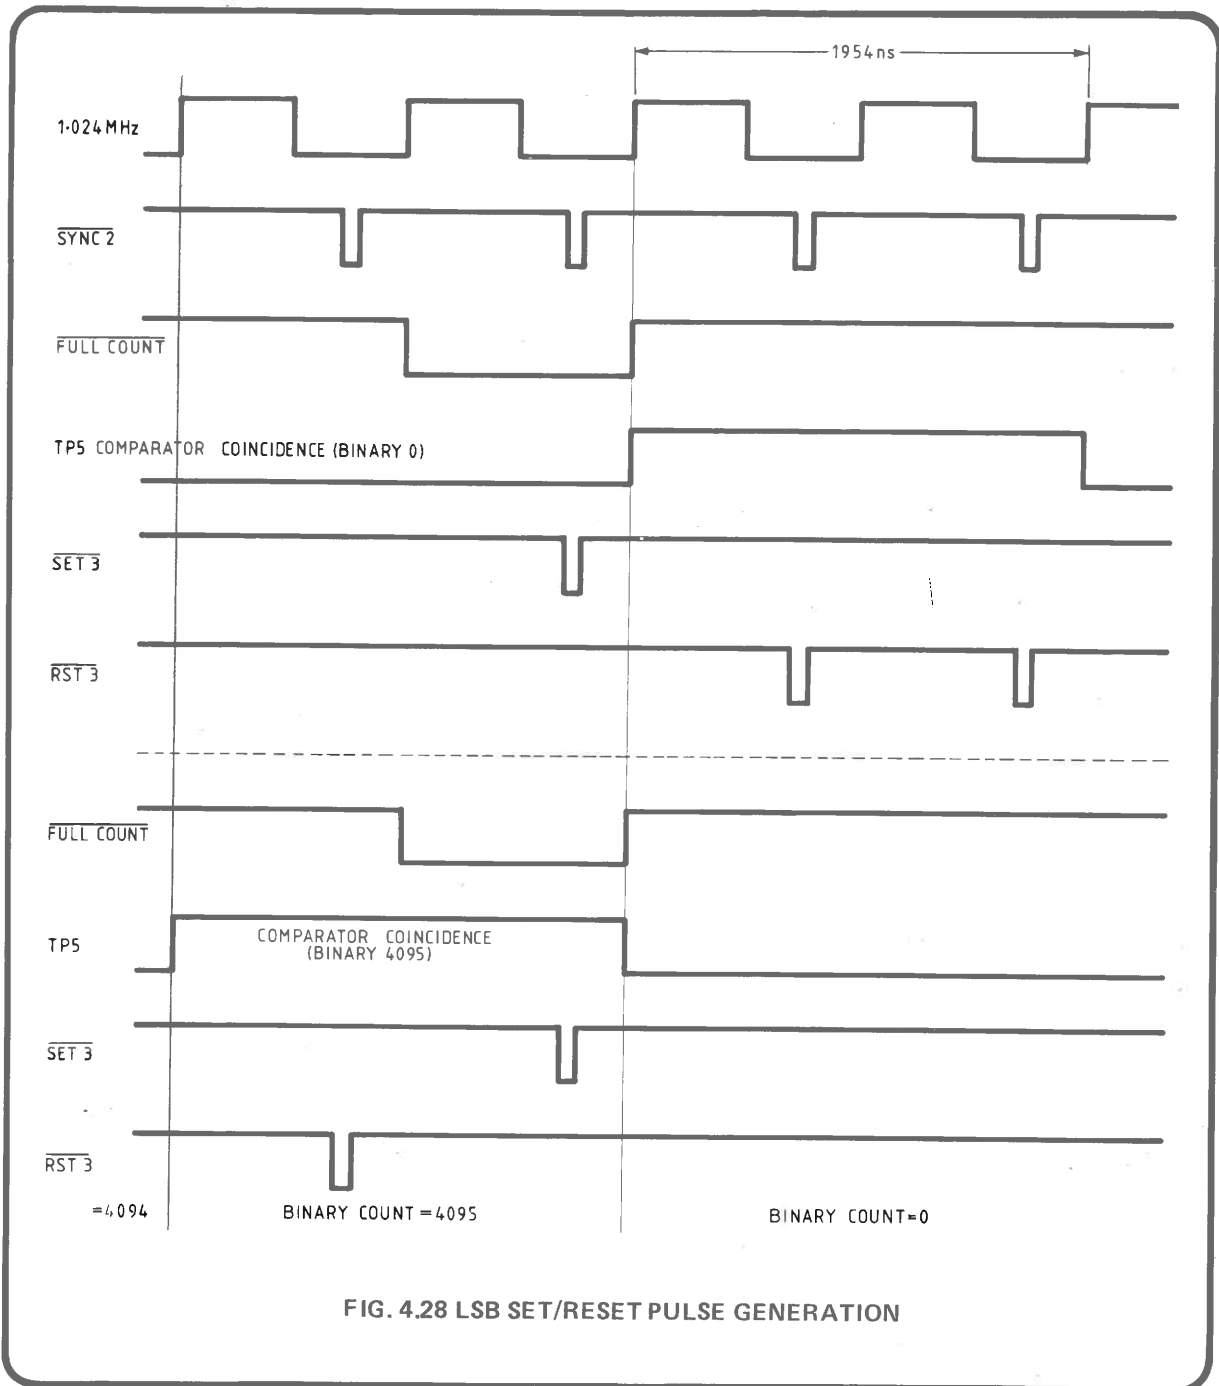 1954ns
1·024 MHz
SYNC 2
FULL COUNT
TP5 COMPARATOR COINCIDENCE (BINARY 0)
SET 3
RST 3
FULL COUNT
TP5
COMPARATOR COINCIDENCE
(BINARY 4095)
SET 3
RST 3
=4094 BINARY COUNT=4095 BINARY COUNT=0
FIG. 4.28 LSB SET/RESET PULSE GENERATION